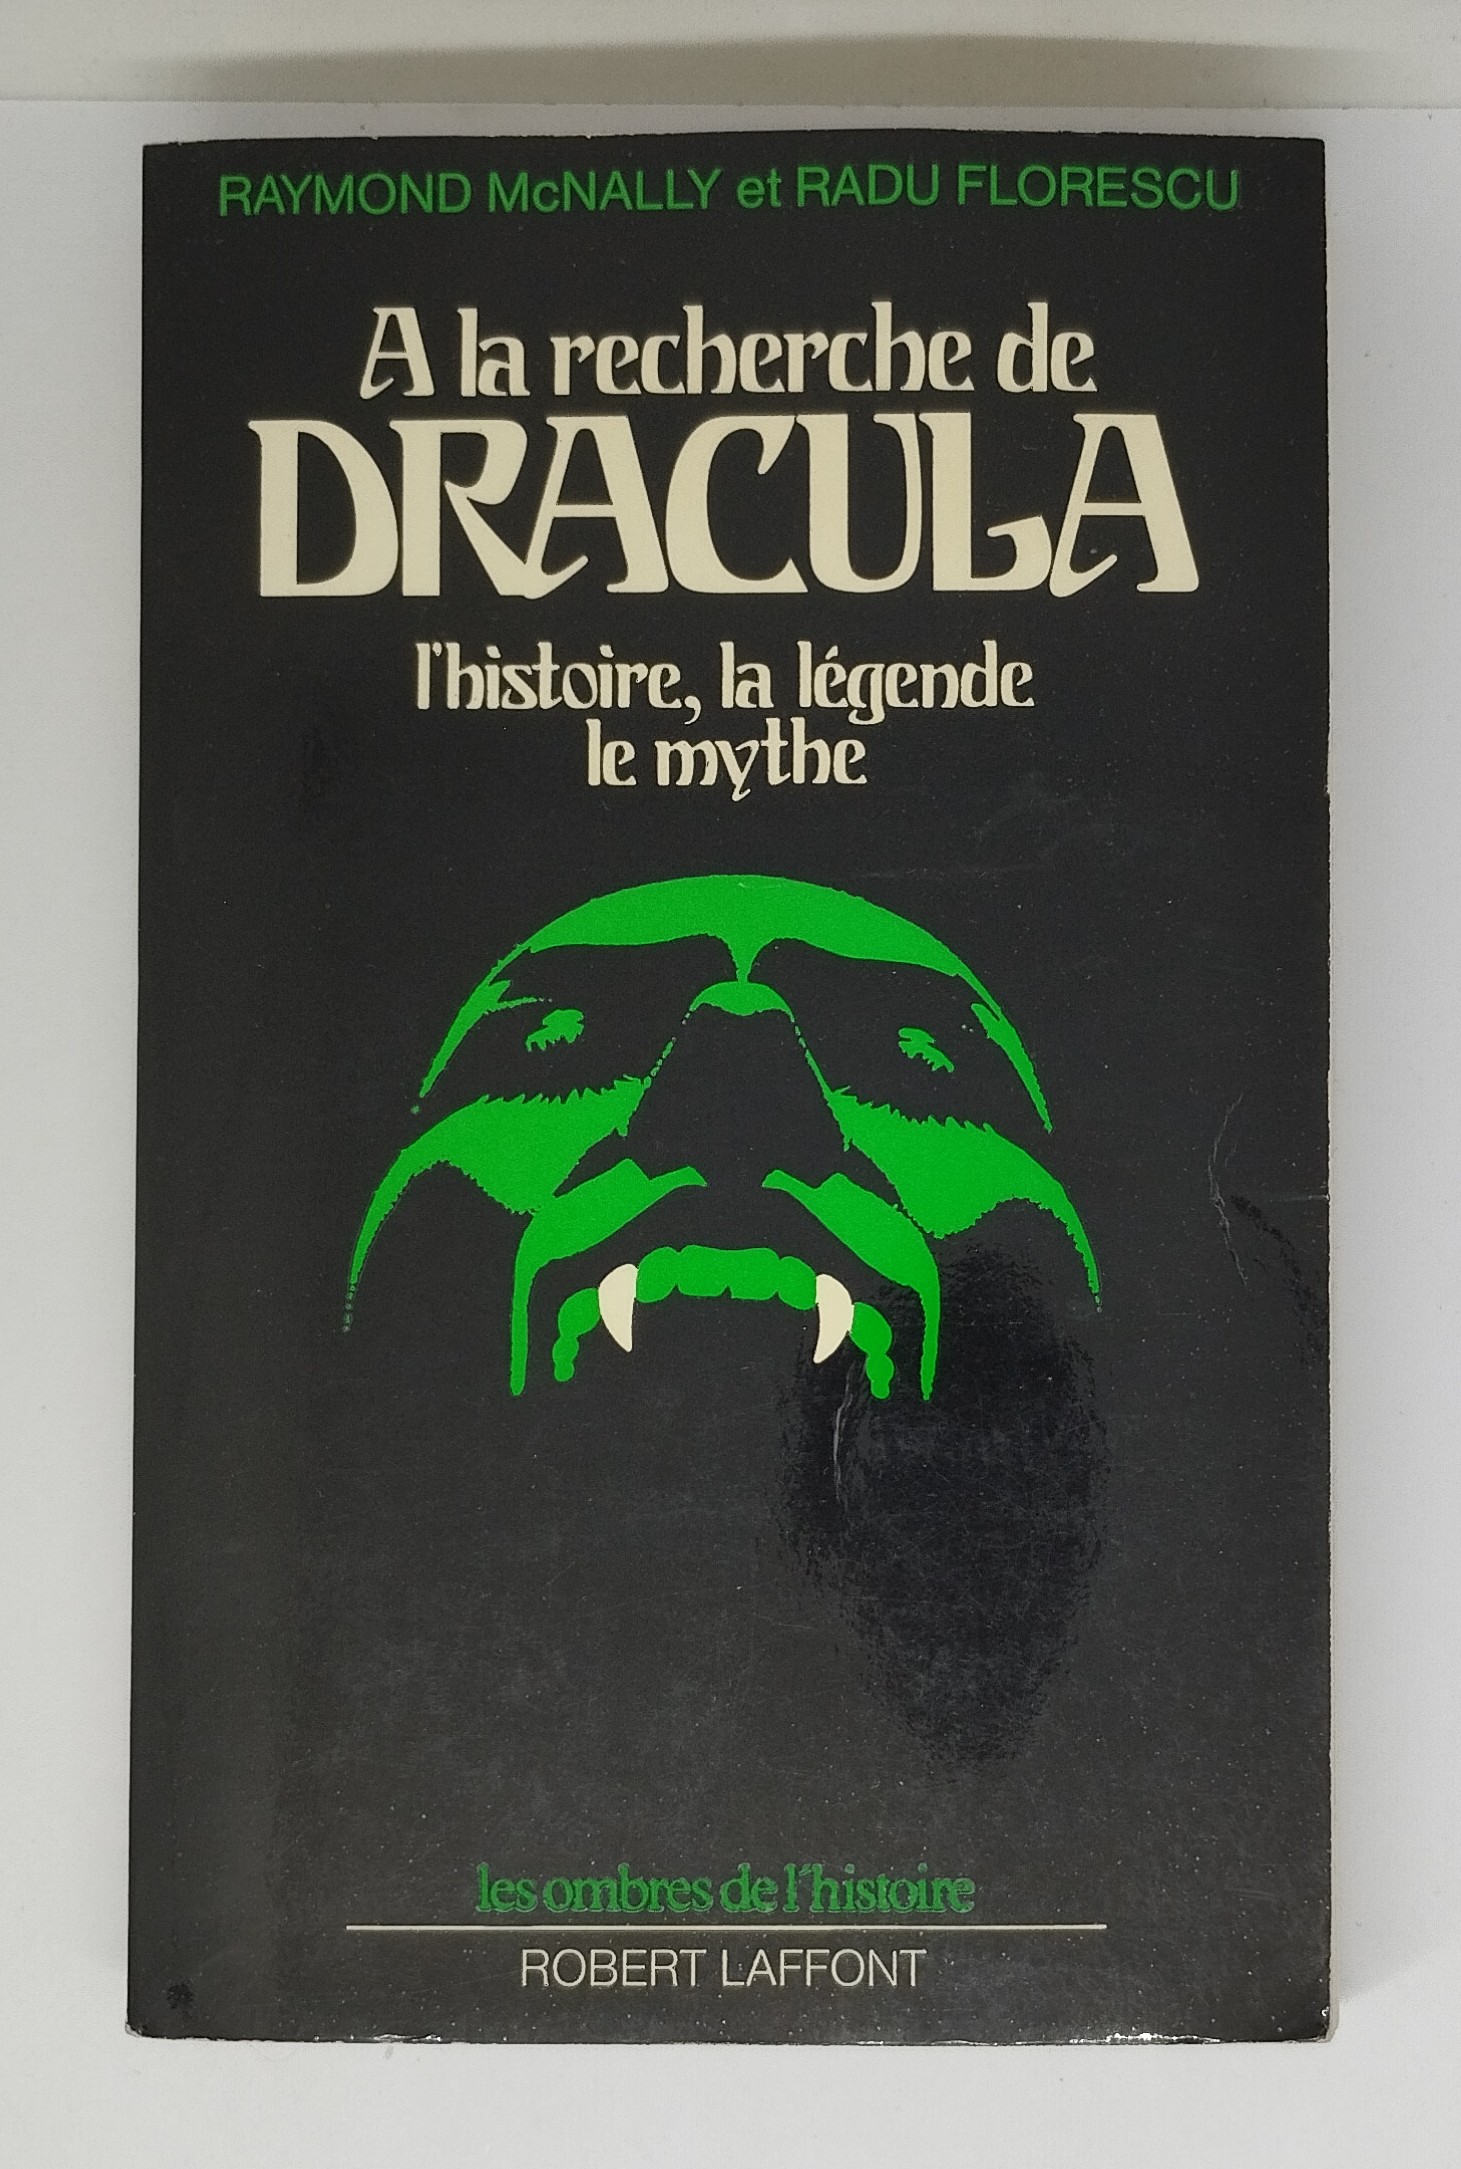 RAYMOND McNALLY et RADU FLORESCU
A la recherche de
DRACULA
l'histoire, la légende
le mythe
les ombres de l'histoire
ROBERT LAFFONT